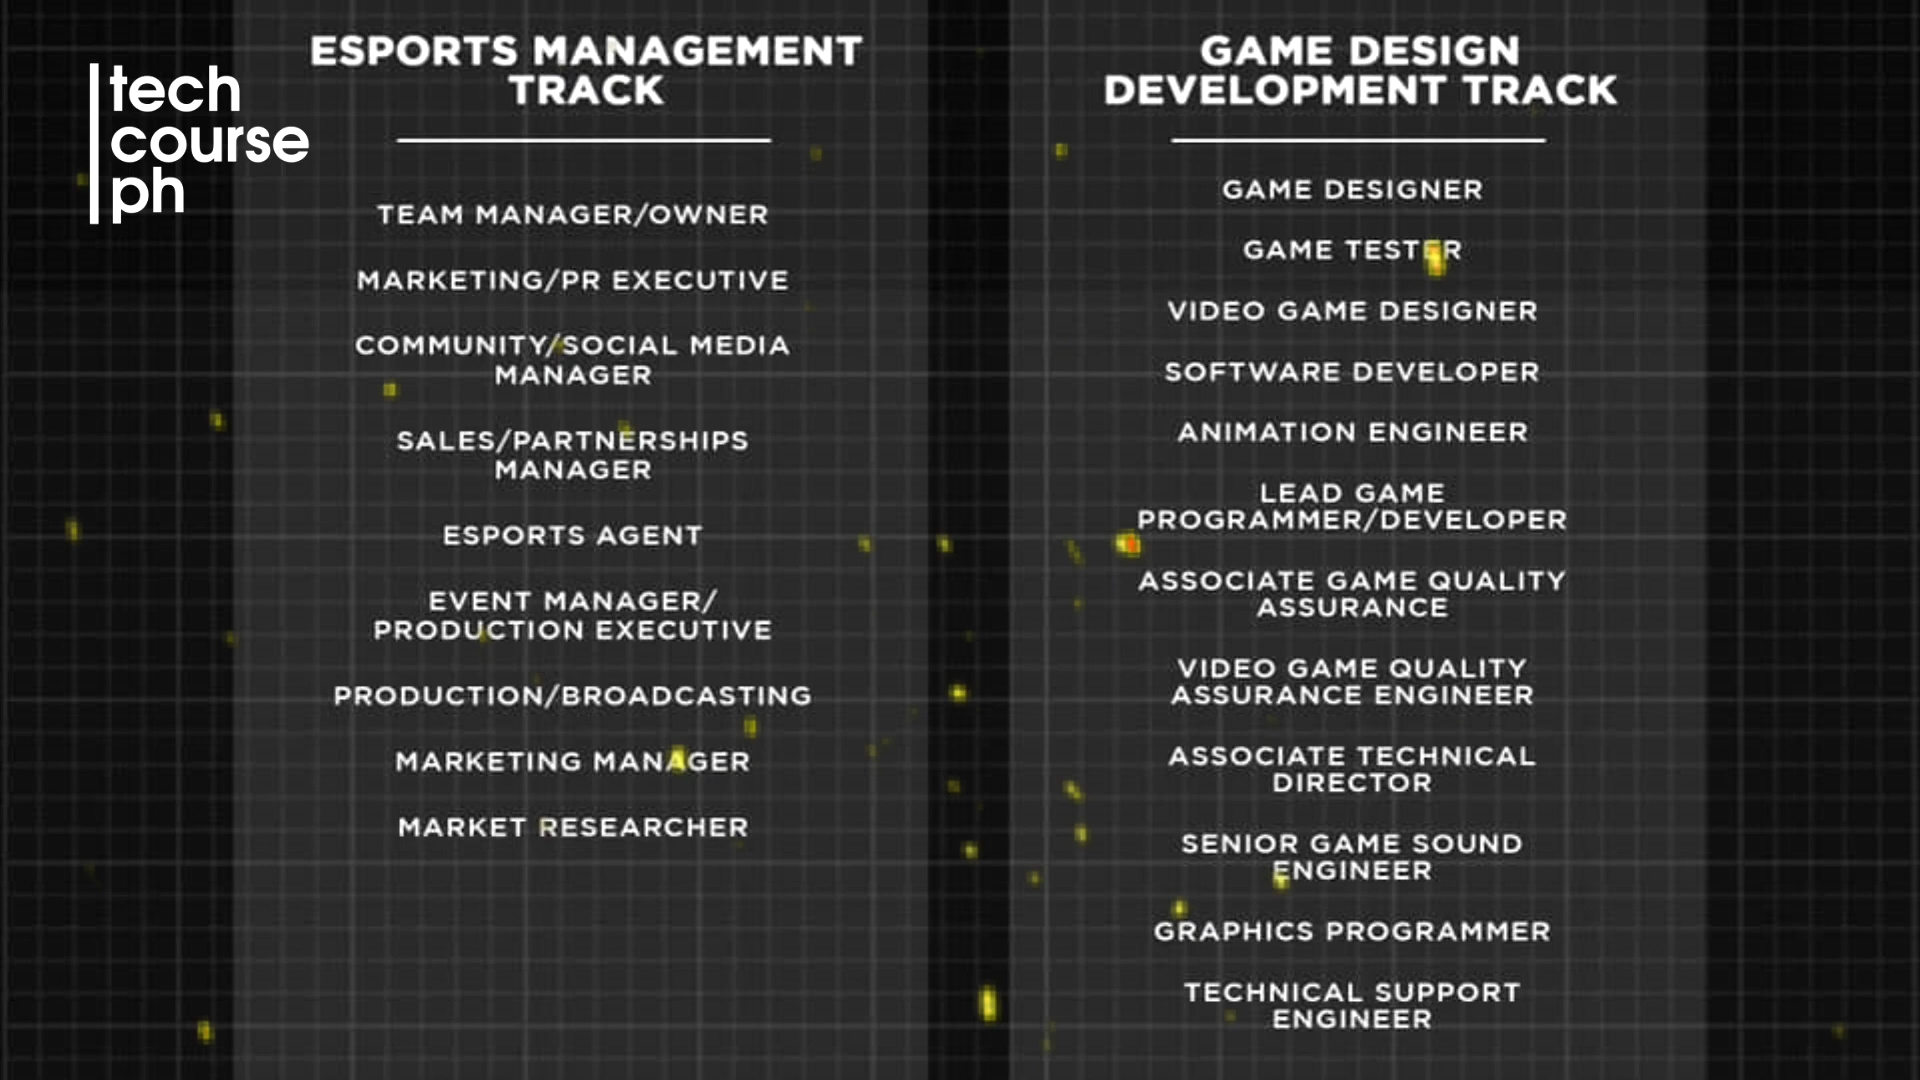 tech
course
ph
ESPORTS MANAGEMENT
TRACK
TEAM MANAGER/OWNER
MARKETING/PR EXECUTIVE
COMMUNITY/SOCIAL MEDIA
MANAGER
SALES/PARTNERSHIPS
MANAGER
ESPORTS AGENT
EVENT MANAGER/
PRODUCTION EXECUTIVE
PRODUCTION/BROADCASTING
MARKETING MANAGER
MARKET RESEARCHER
GAME DESIGN
DEVELOPMENT TRACK
GAME DESIGNER
GAME TESTER
VIDEO GAME DESIGNER
SOFTWARE DEVELOPER
ANIMATION ENGINEER
LEAD GAME
PROGRAMMER/DEVELOPER
ASSOCIATE GAME QUALITY
ASSURANCE
VIDEO GAME QUALITY
ASSURANCE ENGINEER
ASSOCIATE TECHNICAL
DIRECTOR
SENIOR GAME SOUND
ENGINEER
GRAPHICS PROGRAMMER
TECHNICAL SUPPORT
ENGINEER